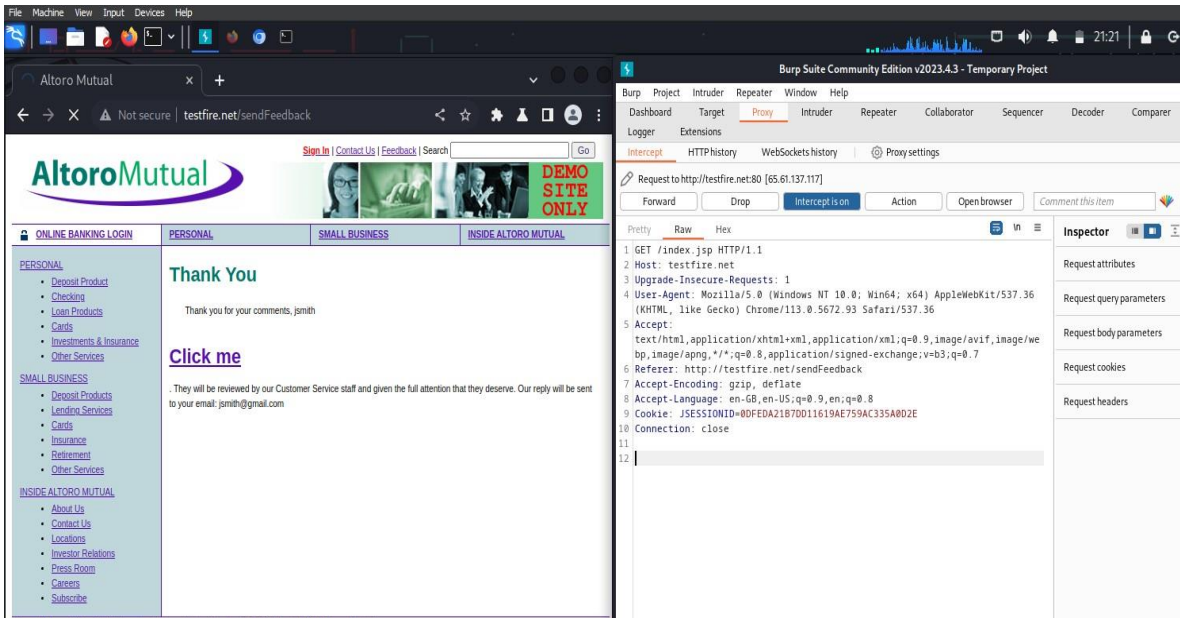 File Machine View Input Devices Help
21:21
Altoro Mutual
Not secure | testfire.net/sendFeedback
Sign In | Contact Us | Feedback | Search Go
AltoroMutual
DEMO
SITE
ONLY
ONLINE BANKING LOGIN PERSONAL SMALL BUSINESS INSIDE ALTORO MUTUAL
PERSONAL
• Deposit Product
• Checking
• Loan Products
• Cards
• Investments & Insurance
• Other Services
SMALL BUSINESS
• Deposit Products
• Lending Services
• Cards
• Insurance
• Retirement
• Other Services
INSIDE ALTORO MUTUAL
• About Us
• Contact Us
• Locations
• Investor Relations
• Press Room
• Careers
• Subscribe
Thank You
Thank you for your comments, jsmith
Click me
. They will be reviewed by our Customer Service staff and given the full attention that they deserve. Our reply will be sent
to your email: jsmith@gmail.com
Burp Suite Community Edition v2023.4.3 - Temporary Project
Burp Project Intruder Repeater Window Help
Dashboard Target Proxy Intruder Repeater Collaborator Sequencer Decoder Comparer
Logger Extensions
Intercept HTTP history WebSockets history Proxy settings
Request to http://testfire.net:80 [65.61.137.117]
Forward Drop Intercept is on Action Open browser Comment this item
Pretty Raw Hex \n
1 GET /index.jsp HTTP/1.1
2 Host: testfire.net
3 Upgrade-Insecure-Requests: 1
4 User-Agent: Mozilla/5.0 (Windows NT 10.0; Win64; x64) AppleWebKit/537.36
(KHTML, like Gecko) Chrome/113.0.5672.93 Safari/537.36
5 Accept:
text/html,application/xhtml+xml,application/xml;q=0.9,image/avif,image/we
bp,image/apng,*/*;q=0.8,application/signed-exchange;v=b3;q=0.7
6 Referer: http://testfire.net/sendFeedback
7 Accept-Encoding: gzip, deflate
8 Accept-Language: en-GB,en-US;q=0.9,en;q=0.8
9 Cookie: JSESSIONID=0DFEDA21B7DD11619AE759AC335A0D2E
10 Connection: close
11
12
Inspector
Request attributes
Request query parameters
Request body parameters
Request cookies
Request headers